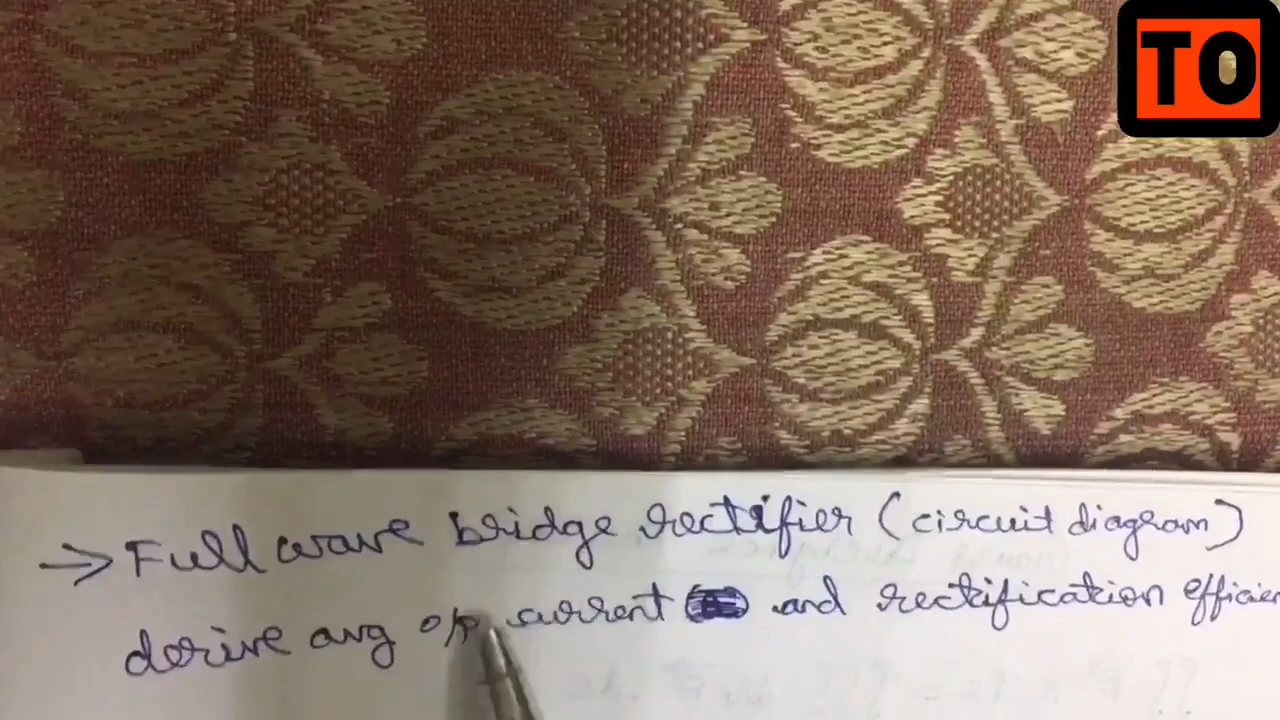 TO
→ Full wave bridge rectifier (circuit diagram)
derive avg o/p current and rectification efficien